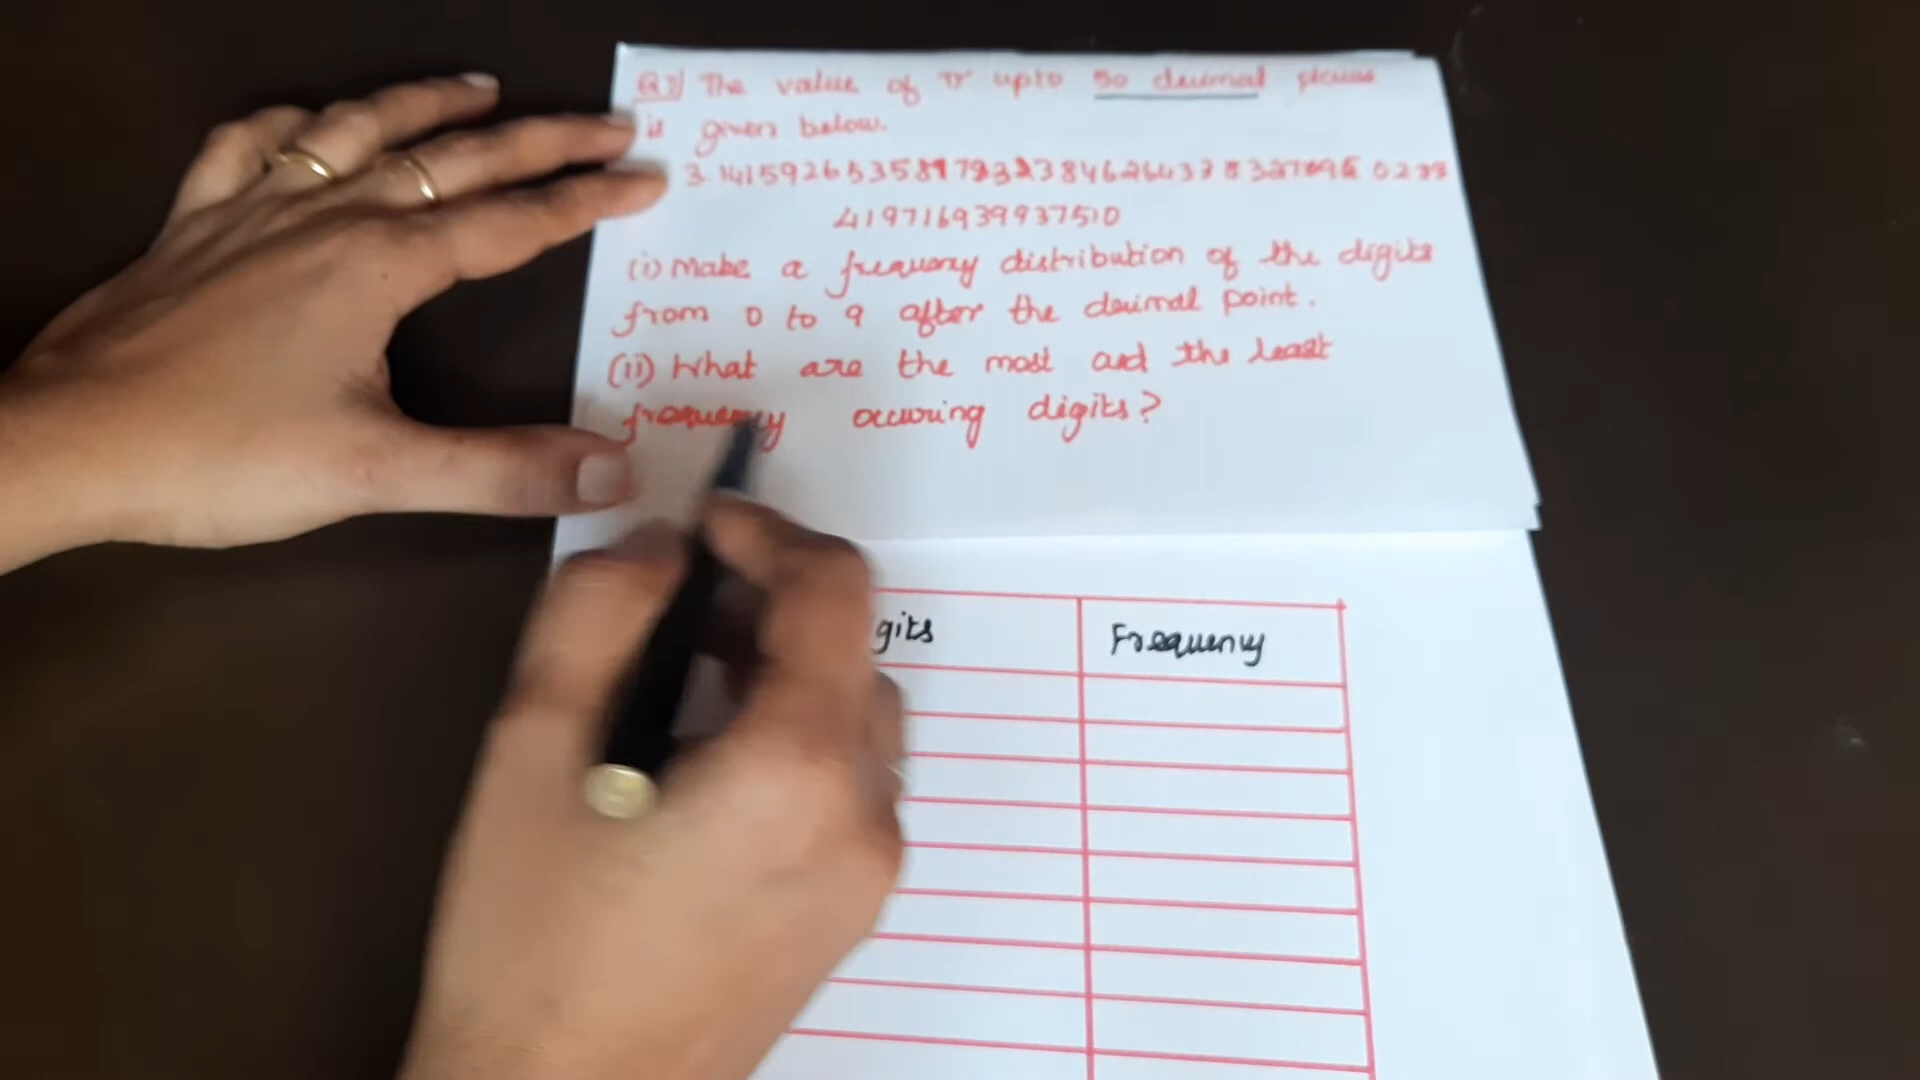 Q3) The value of π upto 50 decimal places
is given below.
3.14159265358979323846264338327950288
419716939937510
(i) Make a frequency distribution of the digits
from 0 to 9 after the decimal point.
(ii) What are the most and the least
frequency occuring digits?
gits Frequency